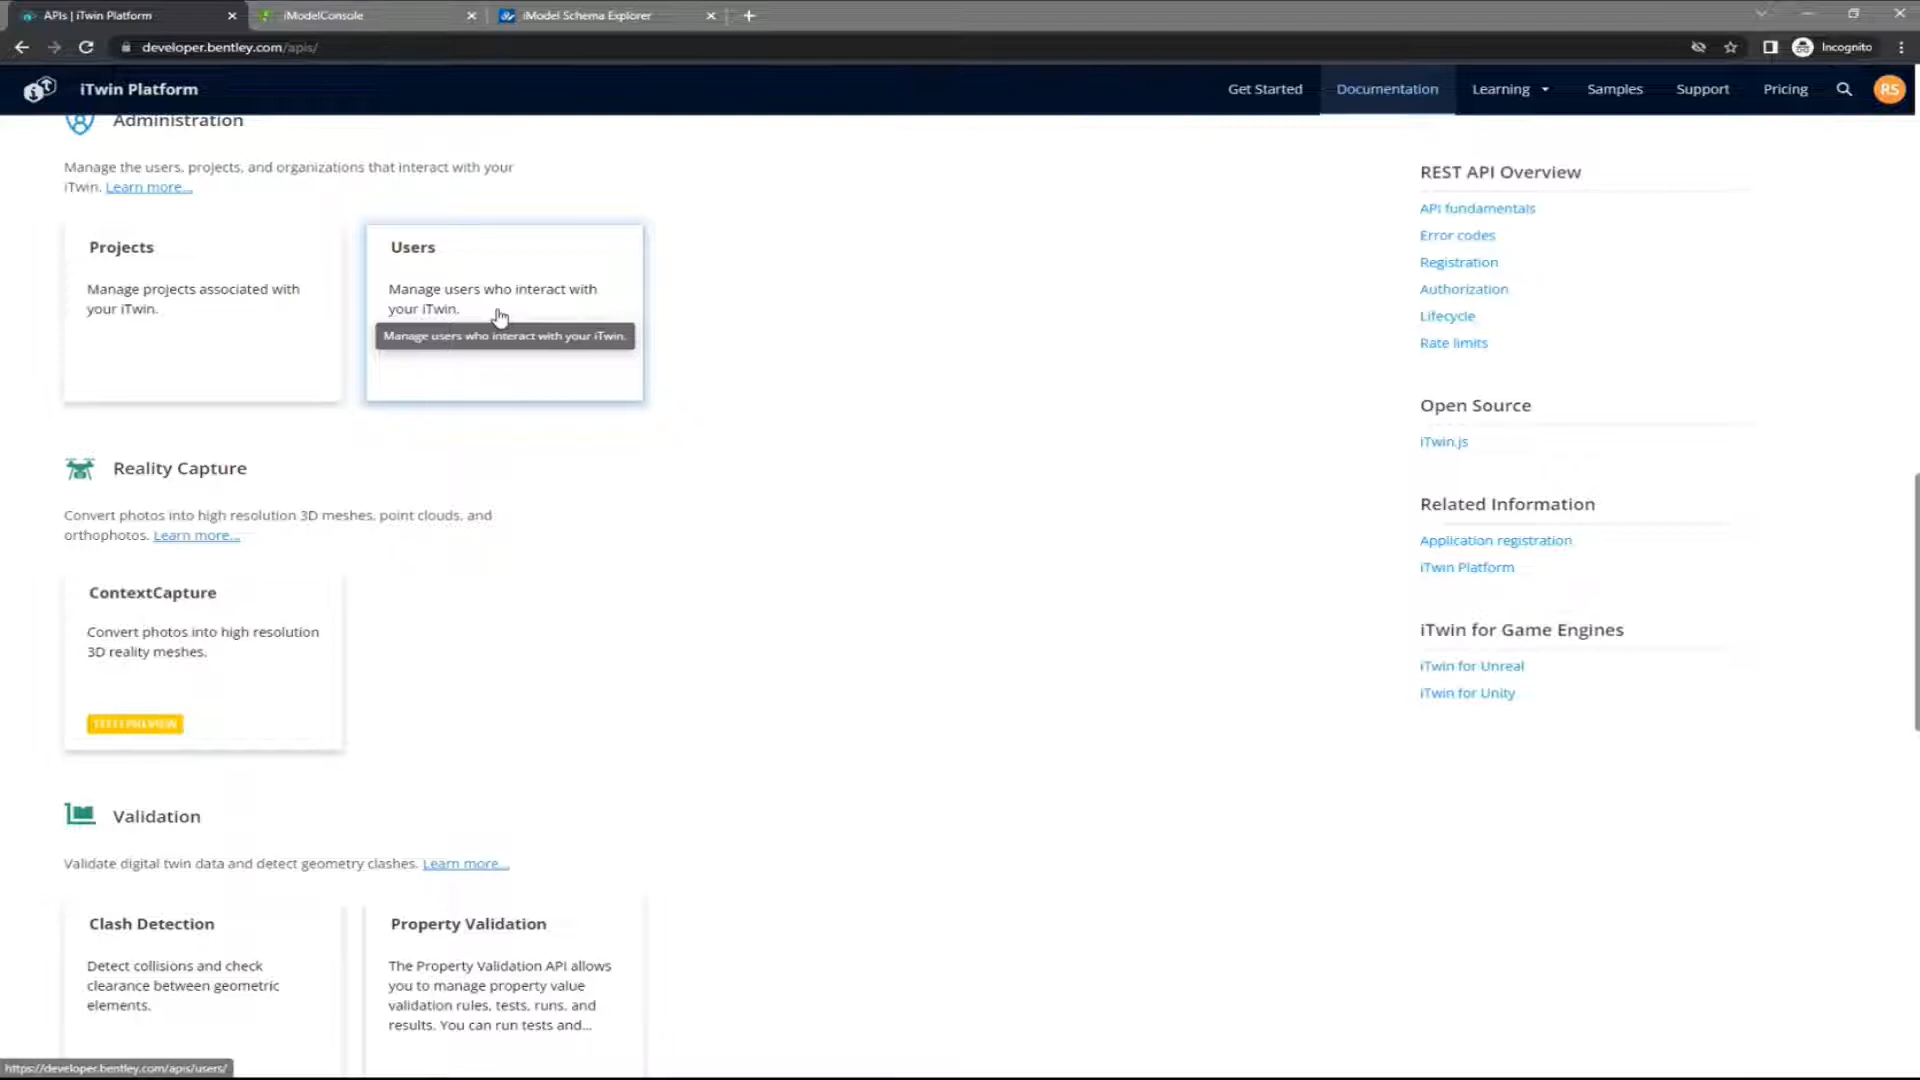 APIs | iTwin Platform
iModelConsole
iModel Schema Explorer
developer.bentley.com/apis/
Incognito
iTwin Platform
Get Started
Documentation
Learning
Samples
Support
Pricing
RS
Administration
Manage the users, projects, and organizations that interact with your
iTwin. Learn more...
Projects
Manage projects associated with
your iTwin.
Users
Manage users who interact with
your iTwin.
Manage users who interact with your iTwin.
Reality Capture
Convert photos into high resolution 3D meshes, point clouds, and
orthophotos. Learn more...
ContextCapture
Convert photos into high resolution
3D reality meshes.
PREVIEW
Validation
Validate digital twin data and detect geometry clashes. Learn more...
Clash Detection
Detect collisions and check
clearance between geometric
elements.
Property Validation
The Property Validation API allows
you to manage property value
validation rules, tests, runs, and
results. You can run tests and...
REST API Overview
API fundamentals
Error codes
Registration
Authorization
Lifecycle
Rate limits
Open Source
iTwin.js
Related Information
Application registration
iTwin Platform
iTwin for Game Engines
iTwin for Unreal
iTwin for Unity
https://developer.bentley.com/apis/users/